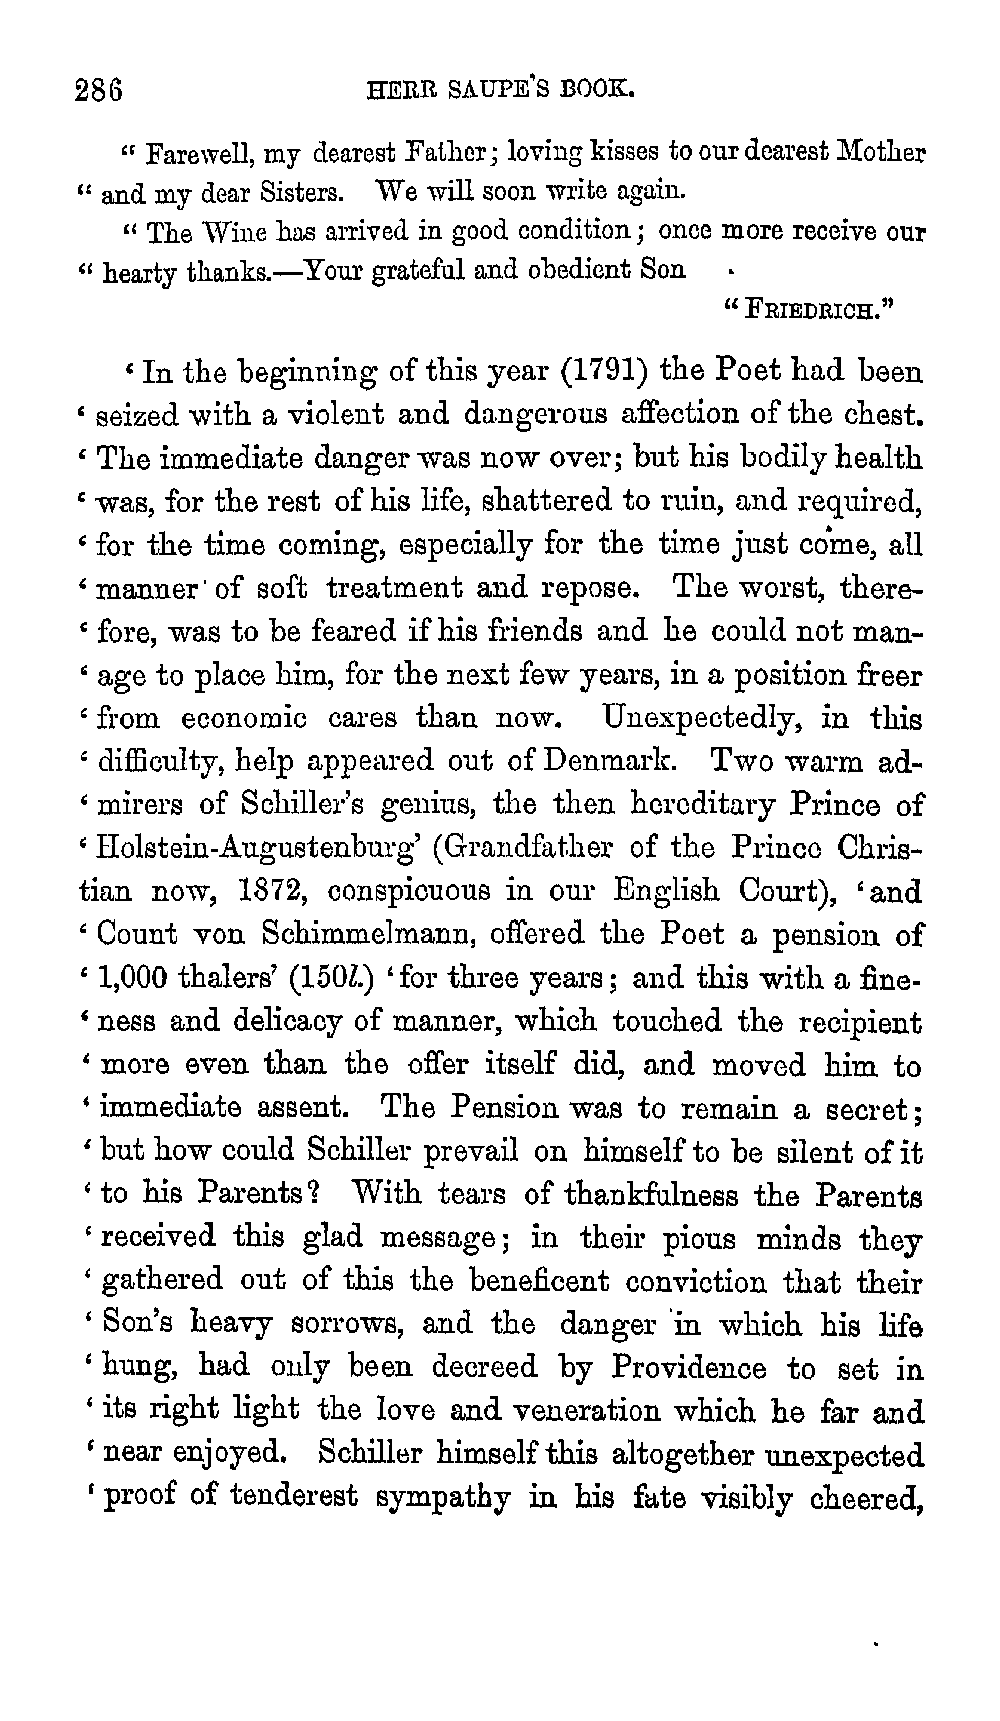 286 HERR SAUPE'S BOOK.
“ Farewell, my dearest Father; loving kisses to our dearest Mother
“ and my dear Sisters. We will soon write again.
“ The Wine has arrived in good condition; once more receive our
“ hearty thanks.—Your grateful and obedient Son
“ FRIEDRICH.”
‘ In the beginning of this year (1791) the Poet had been
‘ seized with a violent and dangerous affection of the chest.
‘ The immediate danger was now over; but his bodily health
‘ was, for the rest of his life, shattered to ruin, and required,
‘ for the time coming, especially for the time just come, all
‘ manner of soft treatment and repose. The worst, there-
‘ fore, was to be feared if his friends and he could not man-
‘ age to place him, for the next few years, in a position freer
‘ from economic cares than now. Unexpectedly, in this
‘ difficulty, help appeared out of Denmark. Two warm ad-
‘ mirers of Schiller’s genius, the then hereditary Prince of
‘ Holstein-Augustenburg’ (Grandfather of the Prince Chris-
tian now, 1872, conspicuous in our English Court), ‘and
‘ Count von Schimmelmann, offered the Poet a pension of
‘ 1,000 thalers’ (150l.) ‘for three years; and this with a fine-
‘ ness and delicacy of manner, which touched the recipient
‘ more even than the offer itself did, and moved him to
‘ immediate assent. The Pension was to remain a secret;
‘ but how could Schiller prevail on himself to be silent of it
‘ to his Parents? With tears of thankfulness the Parents
‘ received this glad message; in their pious minds they
‘ gathered out of this the beneficent conviction that their
‘ Son’s heavy sorrows, and the danger in which his life
‘ hung, had only been decreed by Providence to set in
‘ its right light the love and veneration which he far and
‘ near enjoyed. Schiller himself this altogether unexpected
‘ proof of tenderest sympathy in his fate visibly cheered,